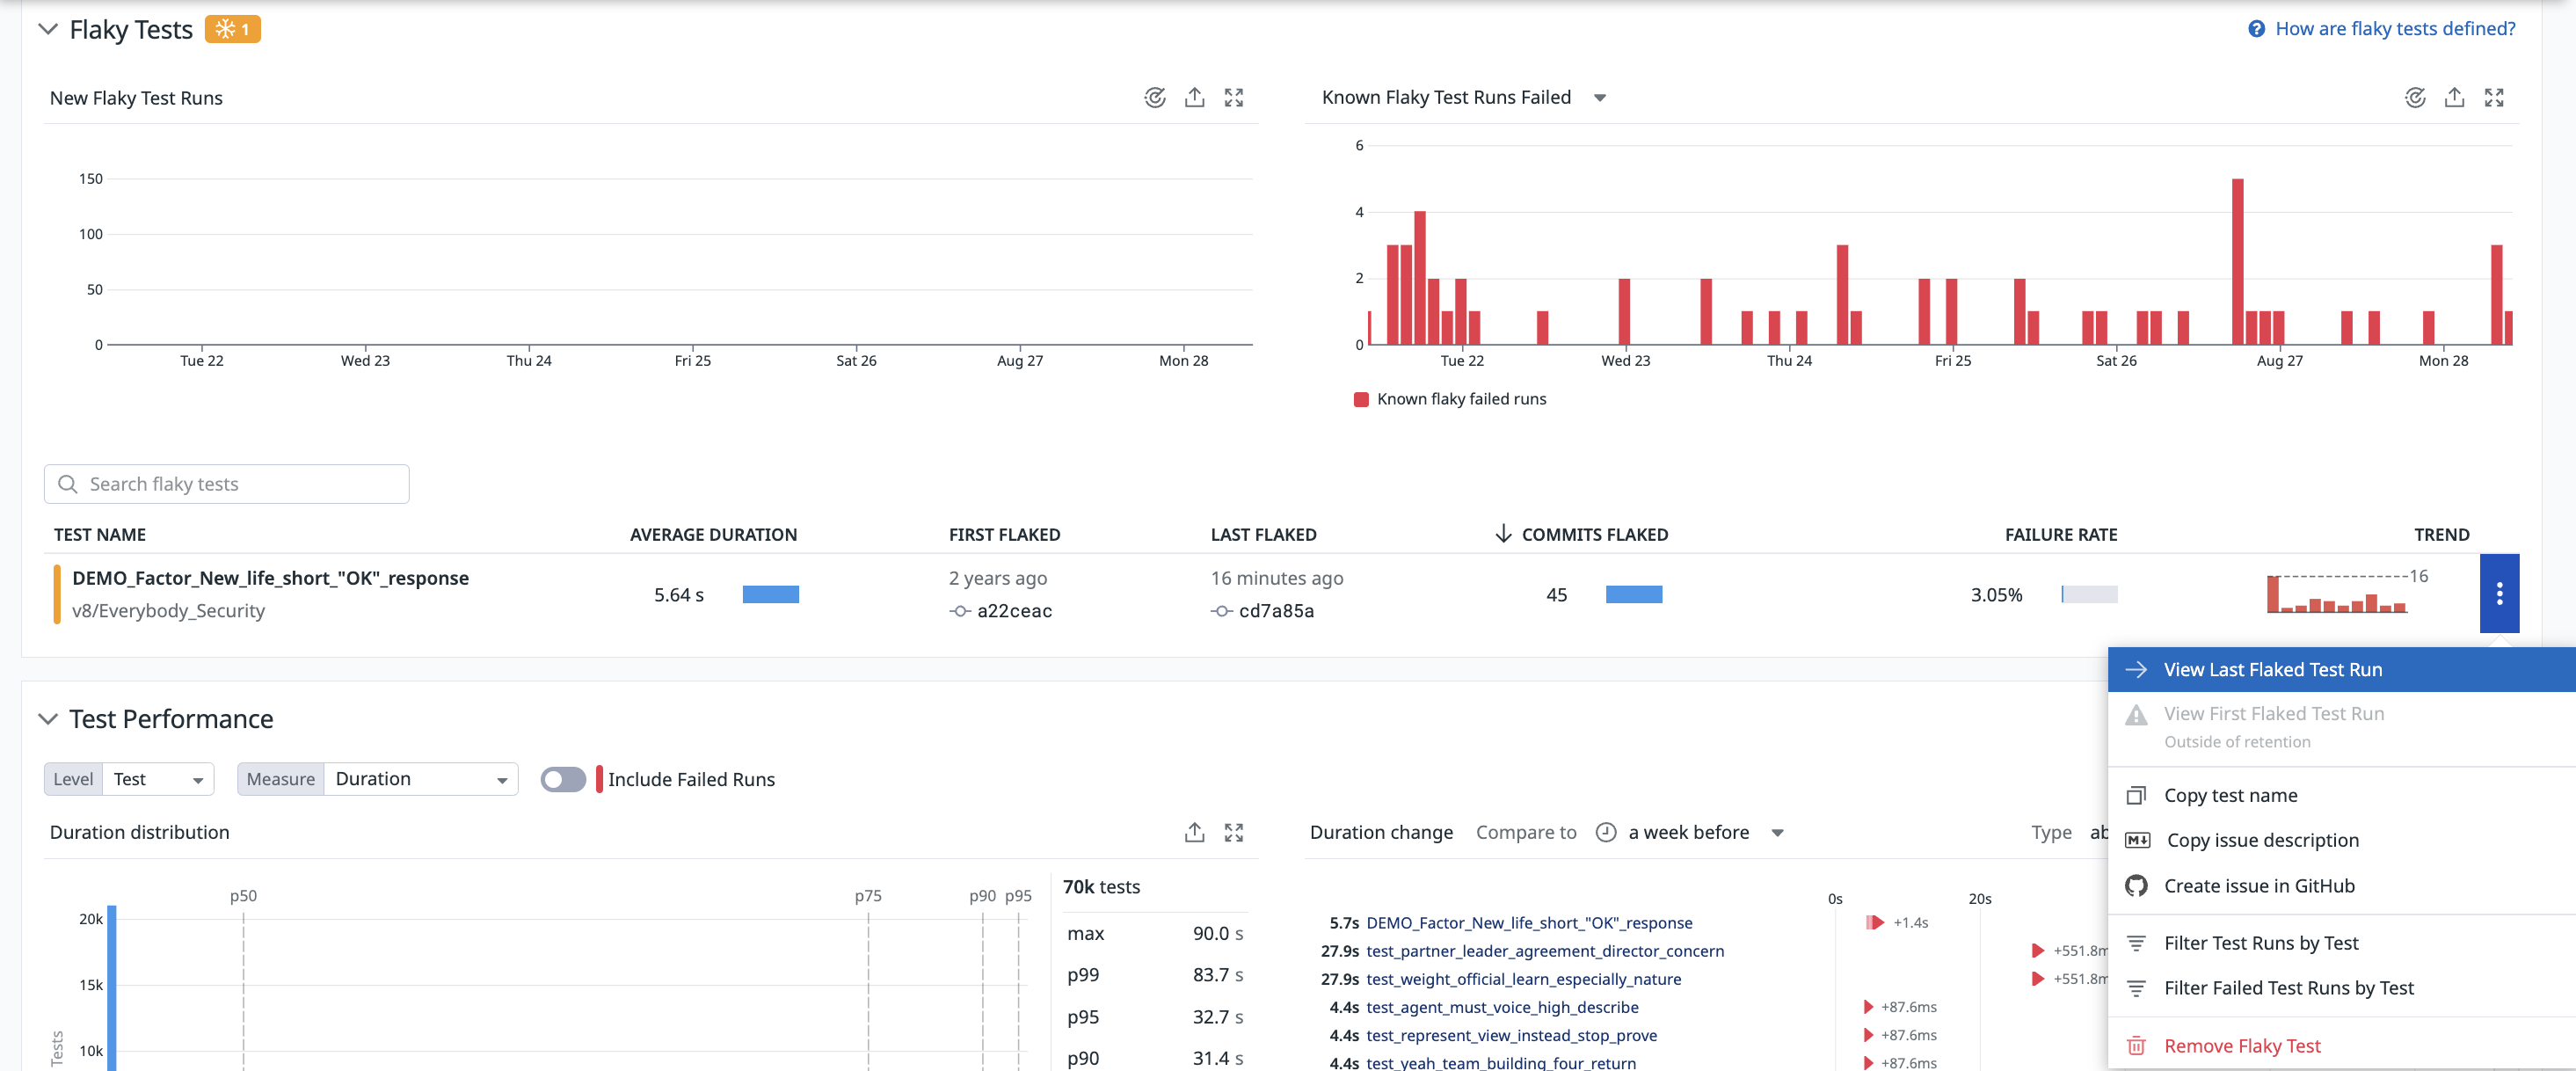 Flaky Tests 1
How are flaky tests defined?
New Flaky Test Runs
150
100
50
0
Tue 22 Wed 23 Thu 24 Fri 25 Sat 26 Aug 27 Mon 28
Known Flaky Test Runs Failed
6
4
2
0
Tue 22 Wed 23 Thu 24 Fri 25 Sat 26 Aug 27 Mon 28
Known flaky failed runs
Search flaky tests
TEST NAME AVERAGE DURATION FIRST FLAKED LAST FLAKED COMMITS FLAKED FAILURE RATE TREND
DEMO_Factor_New_life_short_"OK"_response
v8/Everybody_Security
5.64 s
2 years ago
a22ceac
16 minutes ago
cd7a85a
45
3.05%
16
View Last Flaked Test Run
View First Flaked Test Run
Outside of retention
Copy test name
Copy issue description
Create issue in GitHub
Filter Test Runs by Test
Filter Failed Test Runs by Test
Remove Flaky Test
Test Performance
Level Test Measure Duration Include Failed Runs
Duration distribution
p50 p75 p90 p95
20k
15k
10k
Tests
70k tests
max 90.0 s
p99 83.7 s
p95 32.7 s
p90 31.4 s
Duration change Compare to a week before Type ab
0s 20s
5.7s DEMO_Factor_New_life_short_"OK"_response +1.4s
27.9s test_partner_leader_agreement_director_concern +551.8m
27.9s test_weight_official_learn_especially_nature +551.8m
4.4s test_agent_must_voice_high_describe +87.6ms
4.4s test_represent_view_instead_stop_prove +87.6ms
4.4s test_yeah_team_building_four_return +87.6ms